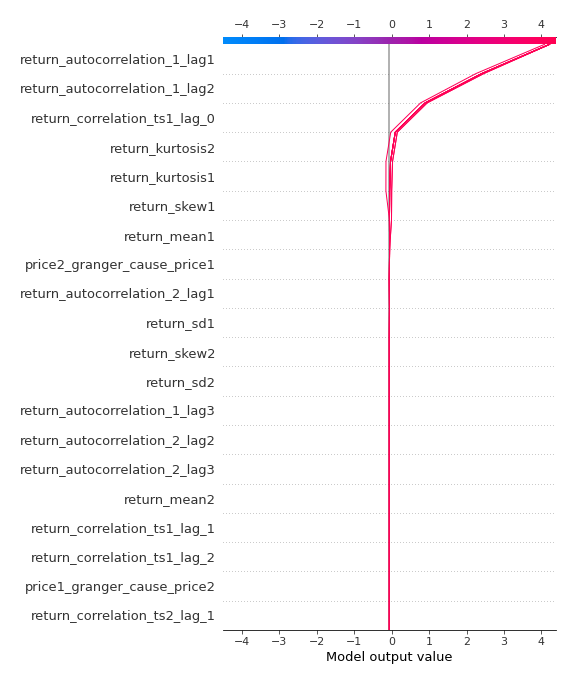 −4 −3 −2 −1 0 1 2 3 4
return_autocorrelation_1_lag1
return_autocorrelation_1_lag2
return_correlation_ts1_lag_0
return_kurtosis2
return_kurtosis1
return_skew1
return_mean1
price2_granger_cause_price1
return_autocorrelation_2_lag1
return_sd1
return_skew2
return_sd2
return_autocorrelation_1_lag3
return_autocorrelation_2_lag2
return_autocorrelation_2_lag3
return_mean2
return_correlation_ts1_lag_1
return_correlation_ts1_lag_2
price1_granger_cause_price2
return_correlation_ts2_lag_1
−4 −3 −2 −1 0 1 2 3 4
Model output value